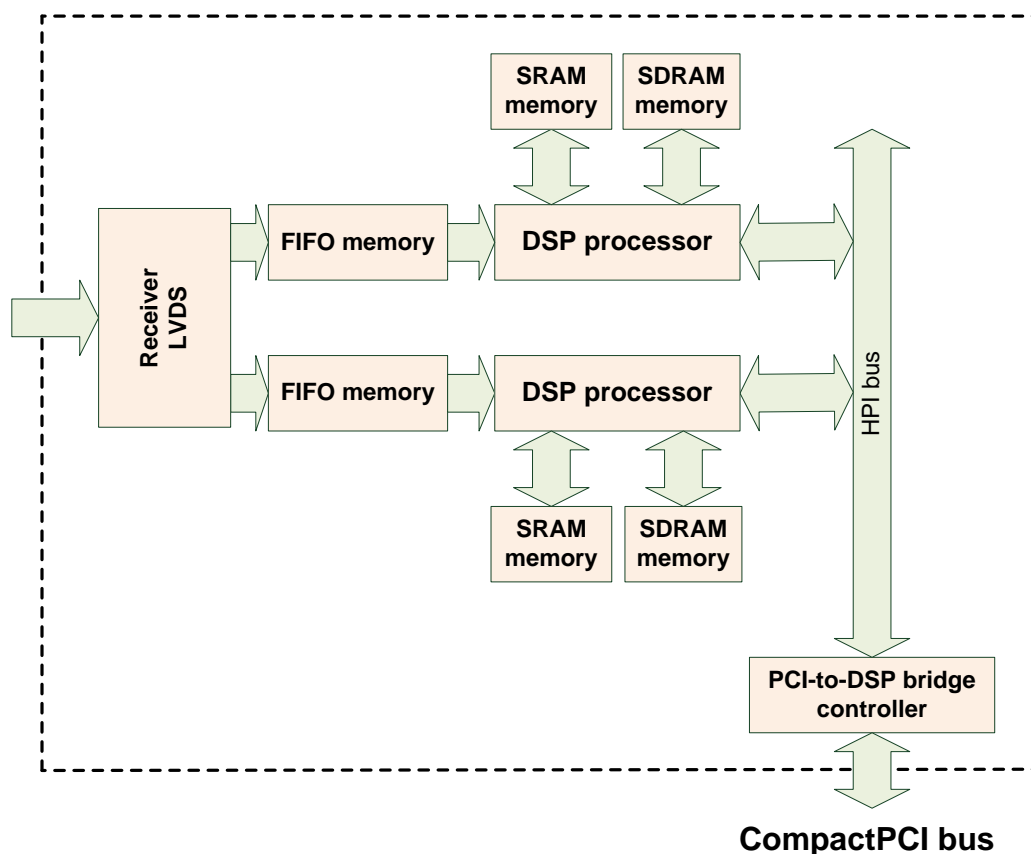 SRAM
memory
SDRAM
memory
FIFO memory
DSP processor
Receiver
LVDS
FIFO memory
DSP processor
HPI bus
SRAM
memory
SDRAM
memory
PCI-to-DSP bridge
controller
CompactPCI bus